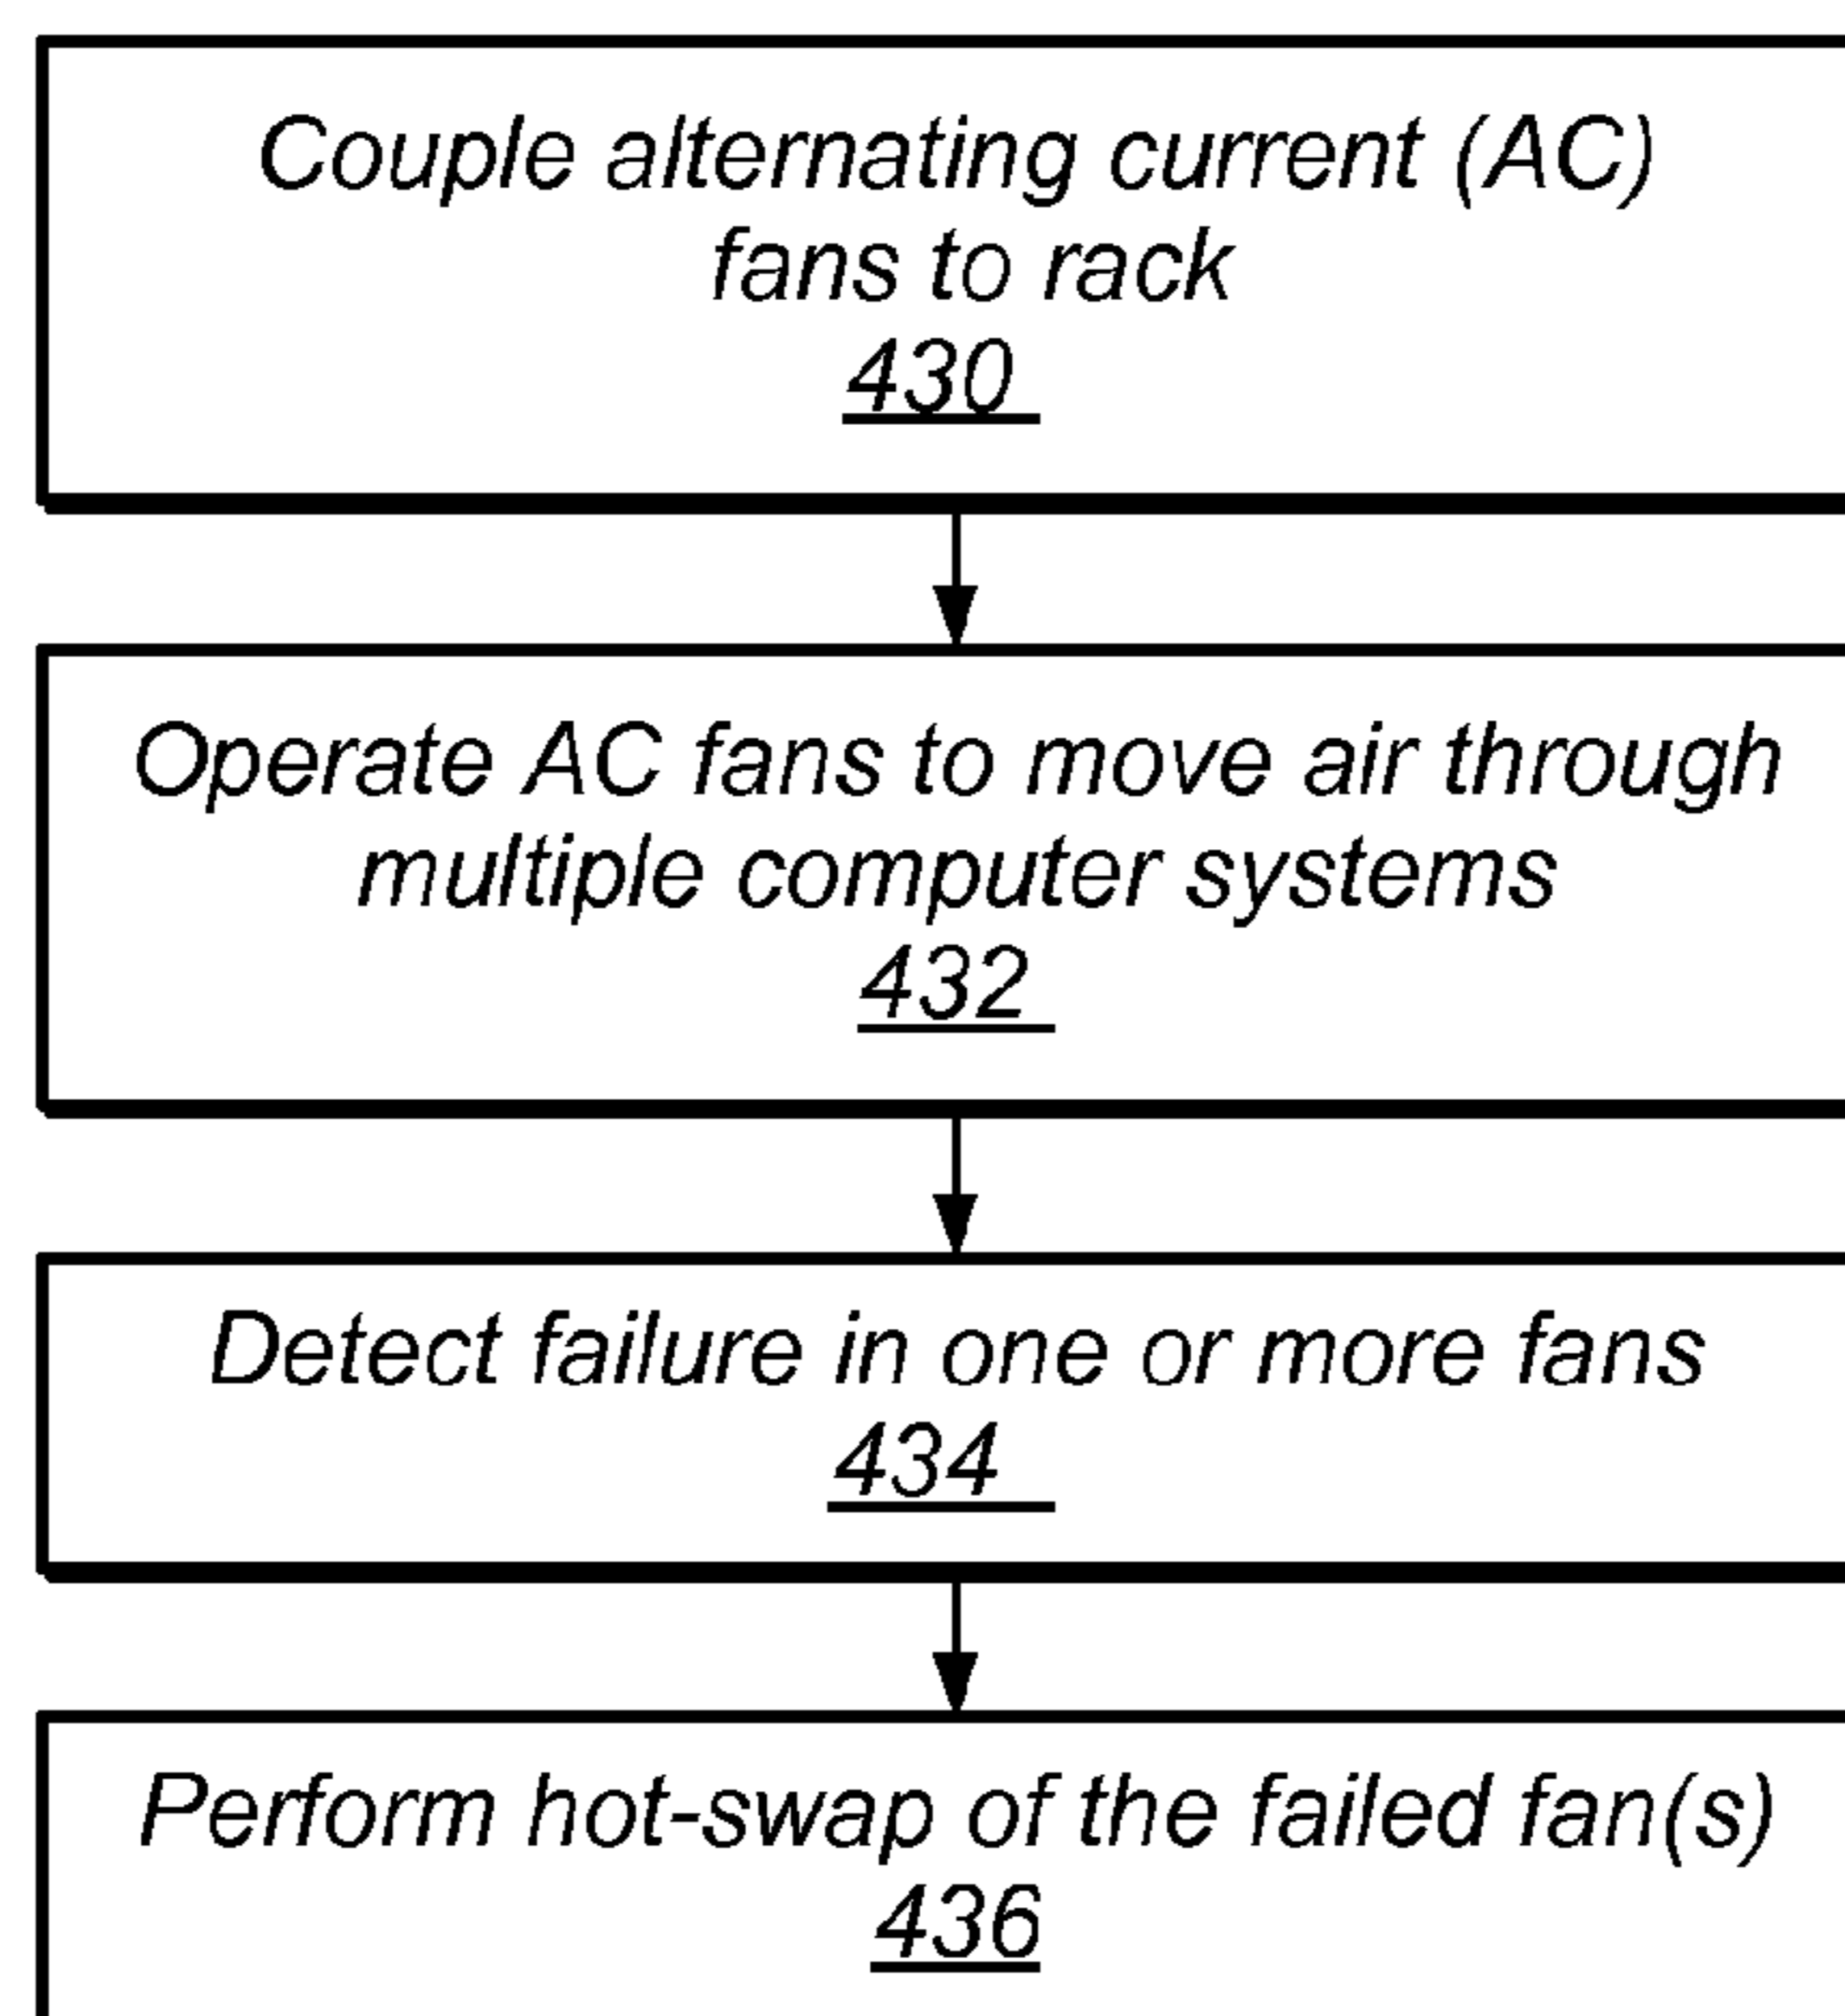 Couple alternating current (AC)
fans to rack
430
Operate AC fans to move air through
multiple computer systems
432
Detect failure in one or more fans
434
Perform hot-swap of the failed fan(s)
436